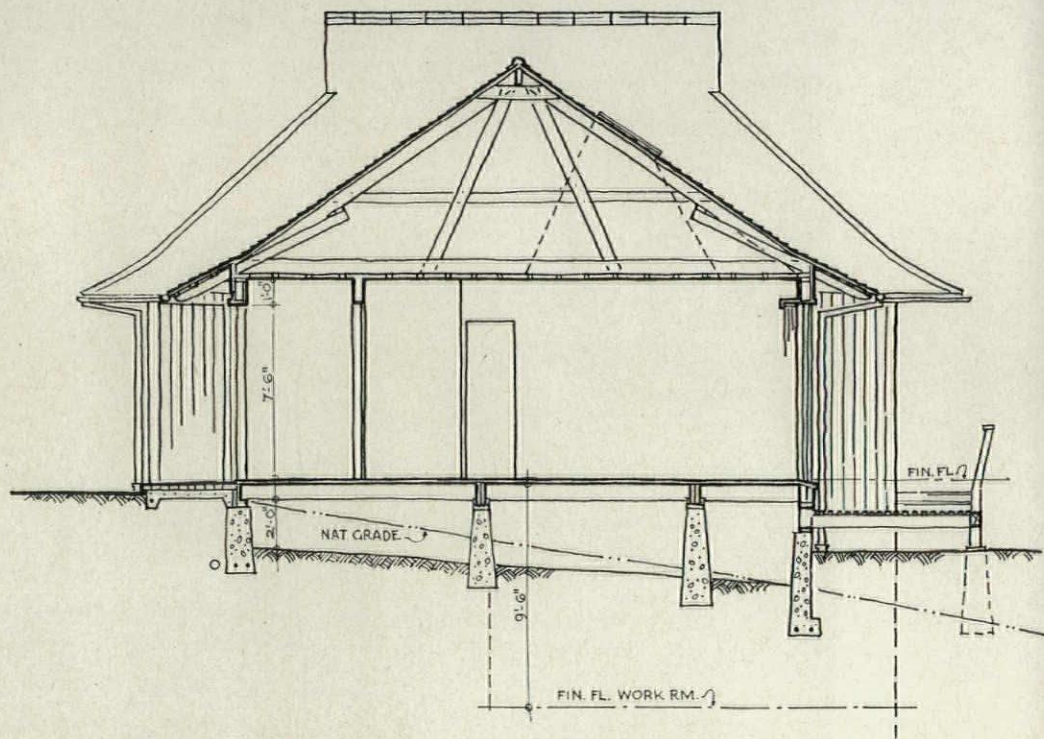 1'-0"
7'-6"
FIN. FL.
2'-0"
NAT GRADE
9'-6"
FIN. FL. WORK RM.